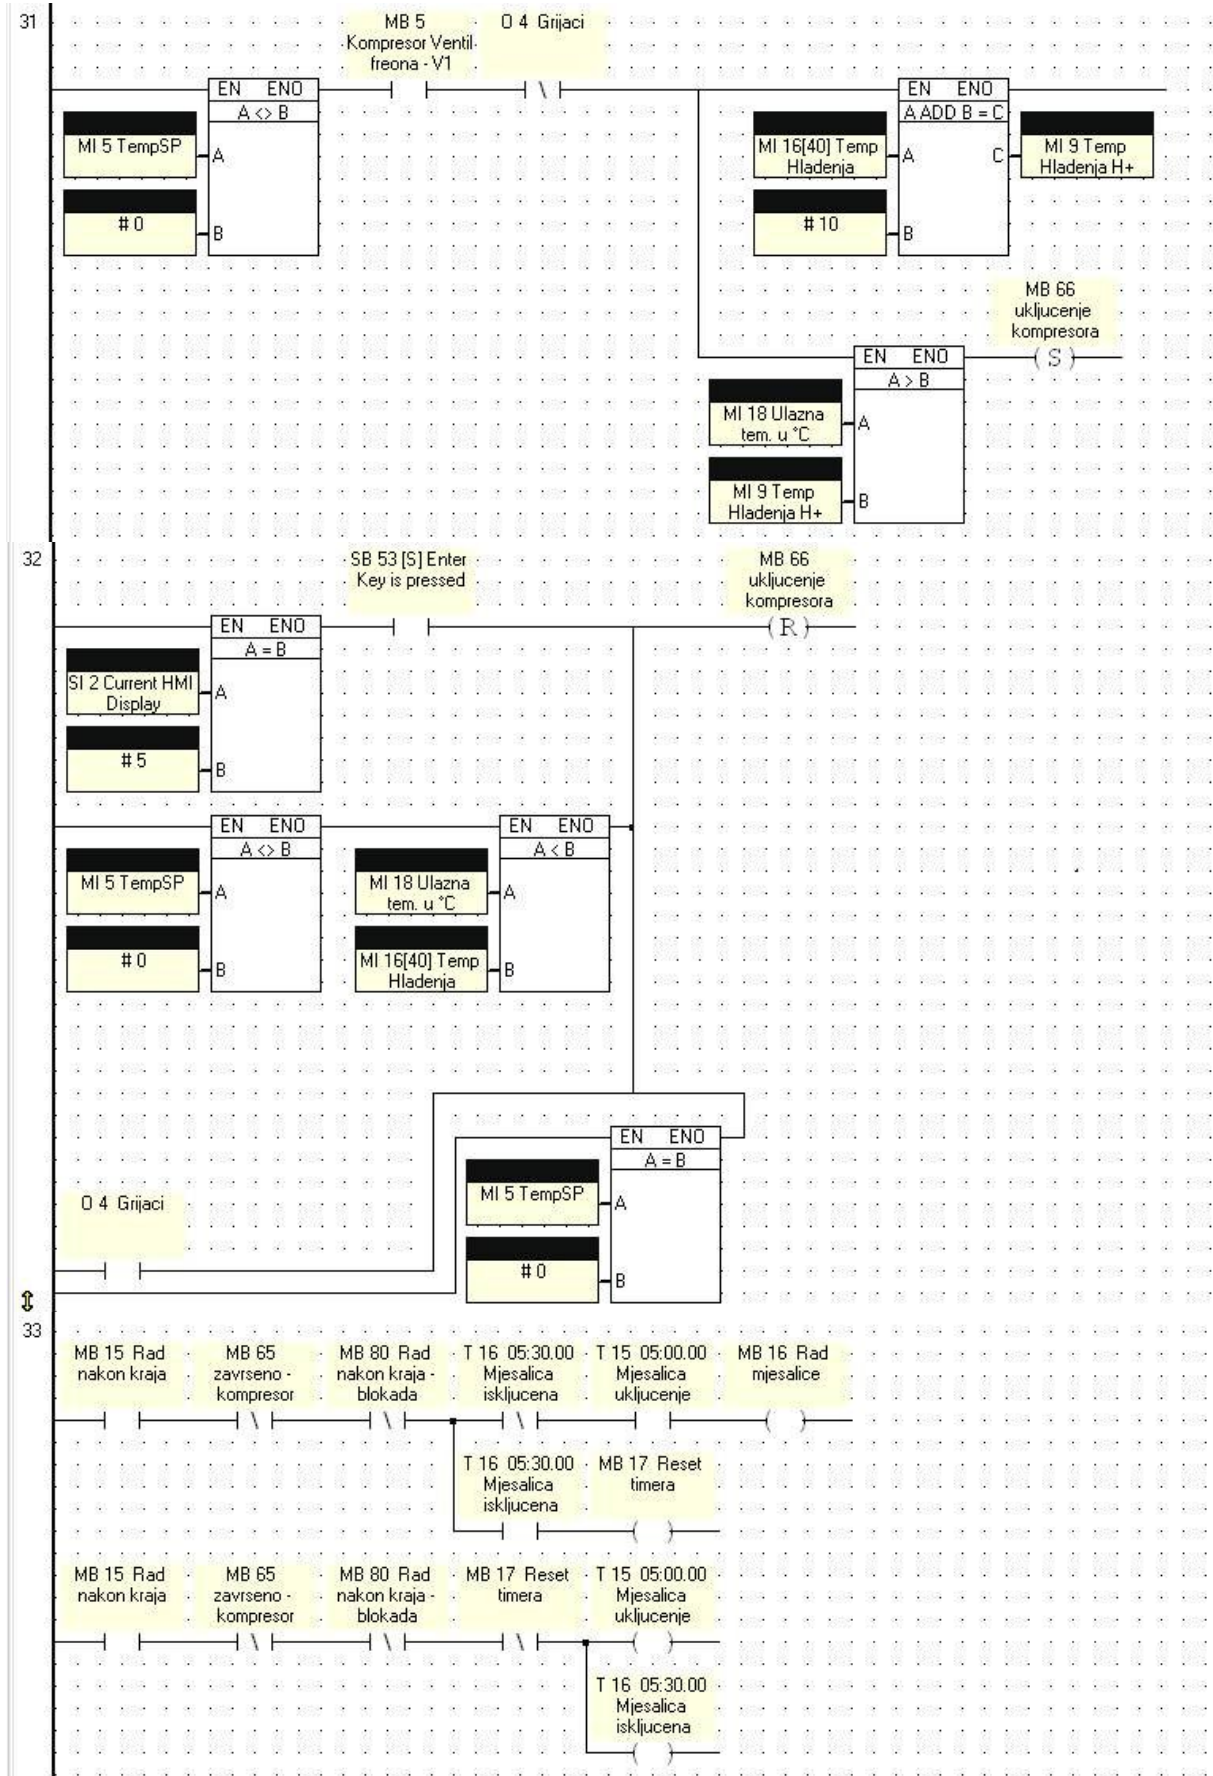 31
MB 5
Kompresor Ventil
freona - V1
O 4 Grijaci
EN ENO
A <> B
MI 5 TempSP
A
# 0
B
EN ENO
A ADD B = C
MI 16[40] Temp
Hladenja
A
C
MI 9 Temp
Hladenja H+
# 10
B
MB 66
ukljucenje
kompresora
EN ENO
( S )
A > B
MI 18 Ulazna
tem. u °C
A
MI 9 Temp
Hladenja H+
B
32
SB 53 [S] Enter
Key is pressed
MB 66
ukljucenje
kompresora
EN ENO
( R )
A = B
SI 2 Current HMI
Display
A
# 5
B
EN ENO
A <> B
MI 5 TempSP
A
# 0
B
EN ENO
A < B
MI 18 Ulazna
tem. u °C
A
MI 16[40] Temp
Hladenja
B
EN ENO
A = B
MI 5 TempSP
A
# 0
B
O 4 Grijaci
33
MB 15 Rad
nakon kraja
MB 65
zavrseno -
kompresor
MB 80 Rad
nakon kraja -
blokada
T 16 05:30.00
Mjesalica
iskljucena
T 15 05:00.00
Mjesalica
ukljucenje
MB 16 Rad
mjesalice
T 16 05:30.00
Mjesalica
iskljucena
MB 17 Reset
timera
MB 15 Rad
nakon kraja
MB 65
zavrseno -
kompresor
MB 80 Rad
nakon kraja -
blokada
MB 17 Reset
timera
T 15 05:00.00
Mjesalica
ukljucenje
T 16 05:30.00
Mjesalica
iskljucena